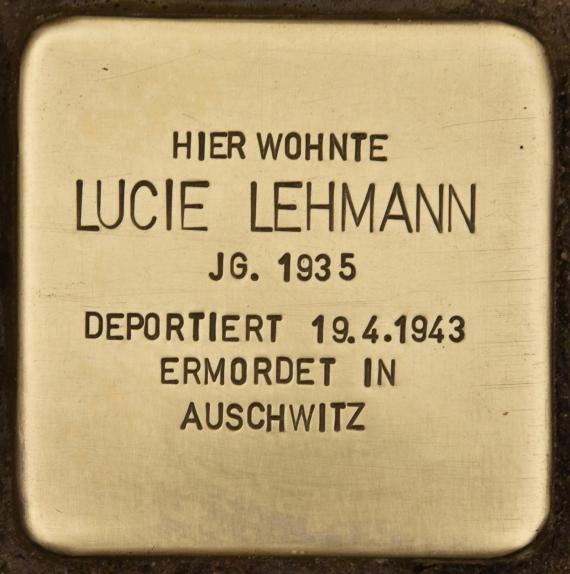 HIER WOHNTE
LUCIE LEHMANN
JG. 1935
DEPORTIERT 19.4.1943
ERMORDET IN
AUSCHWITZ